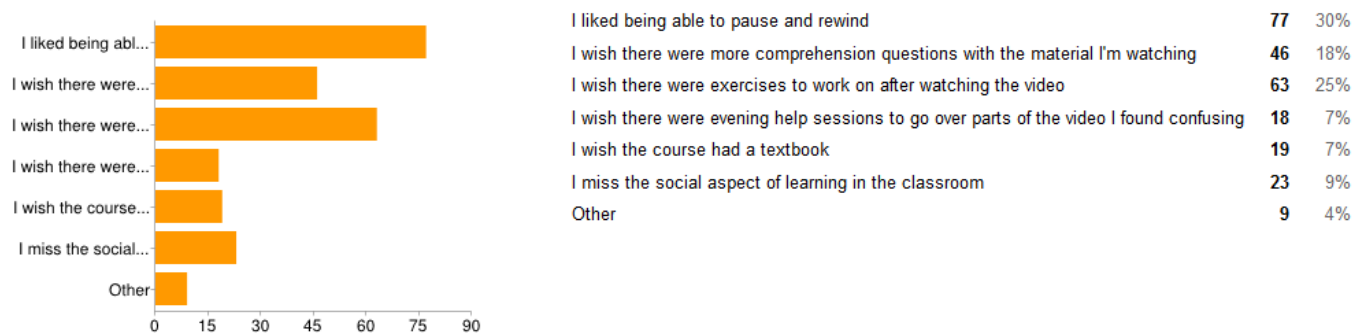 I liked being abl...
I wish there were...
I wish there were...
I wish there were...
I wish the course...
I miss the social...
Other
0 15 30 45 60 75 90
I liked being able to pause and rewind 77 30%
I wish there were more comprehension questions with the material I'm watching 46 18%
I wish there were exercises to work on after watching the video 63 25%
I wish there were evening help sessions to go over parts of the video I found confusing 18 7%
I wish the course had a textbook 19 7%
I miss the social aspect of learning in the classroom 23 9%
Other 9 4%